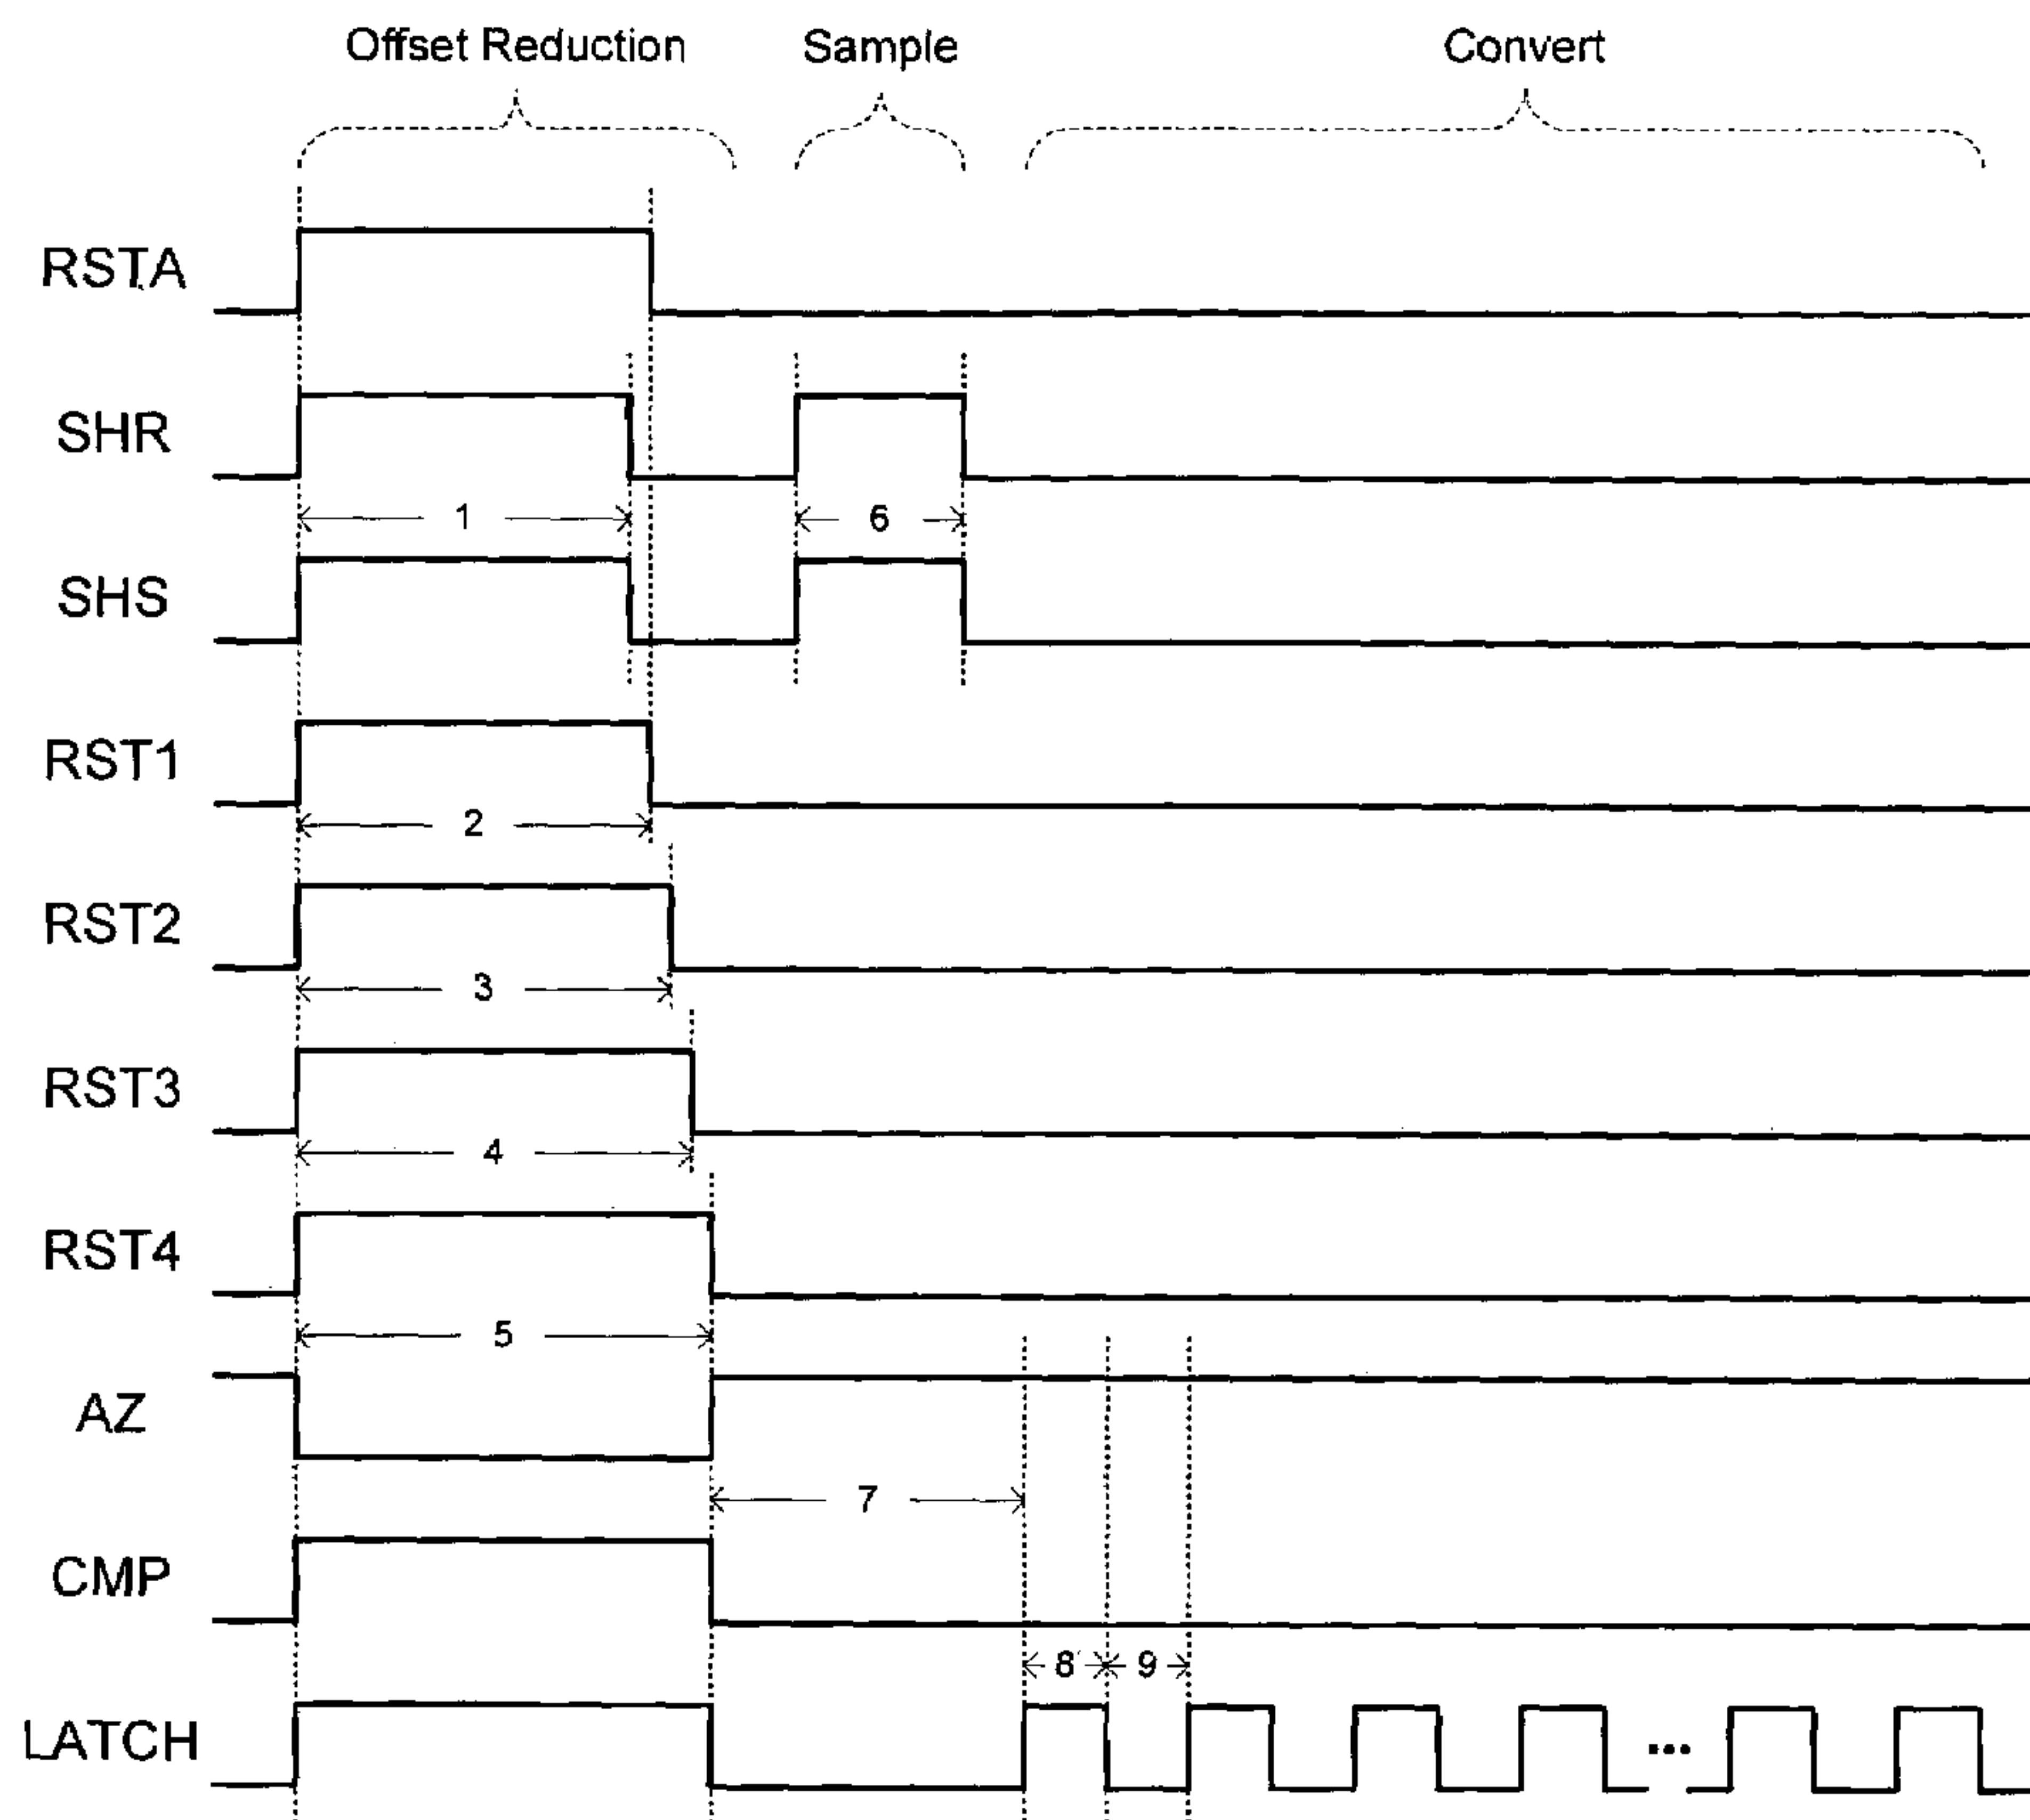 Offset Reduction Sample Convert
RSTA
SHR
1 6
SHS
RST1
2
RST2
3
RST3
4
RST4
5
AZ
7
CMP
8 9
LATCH ...